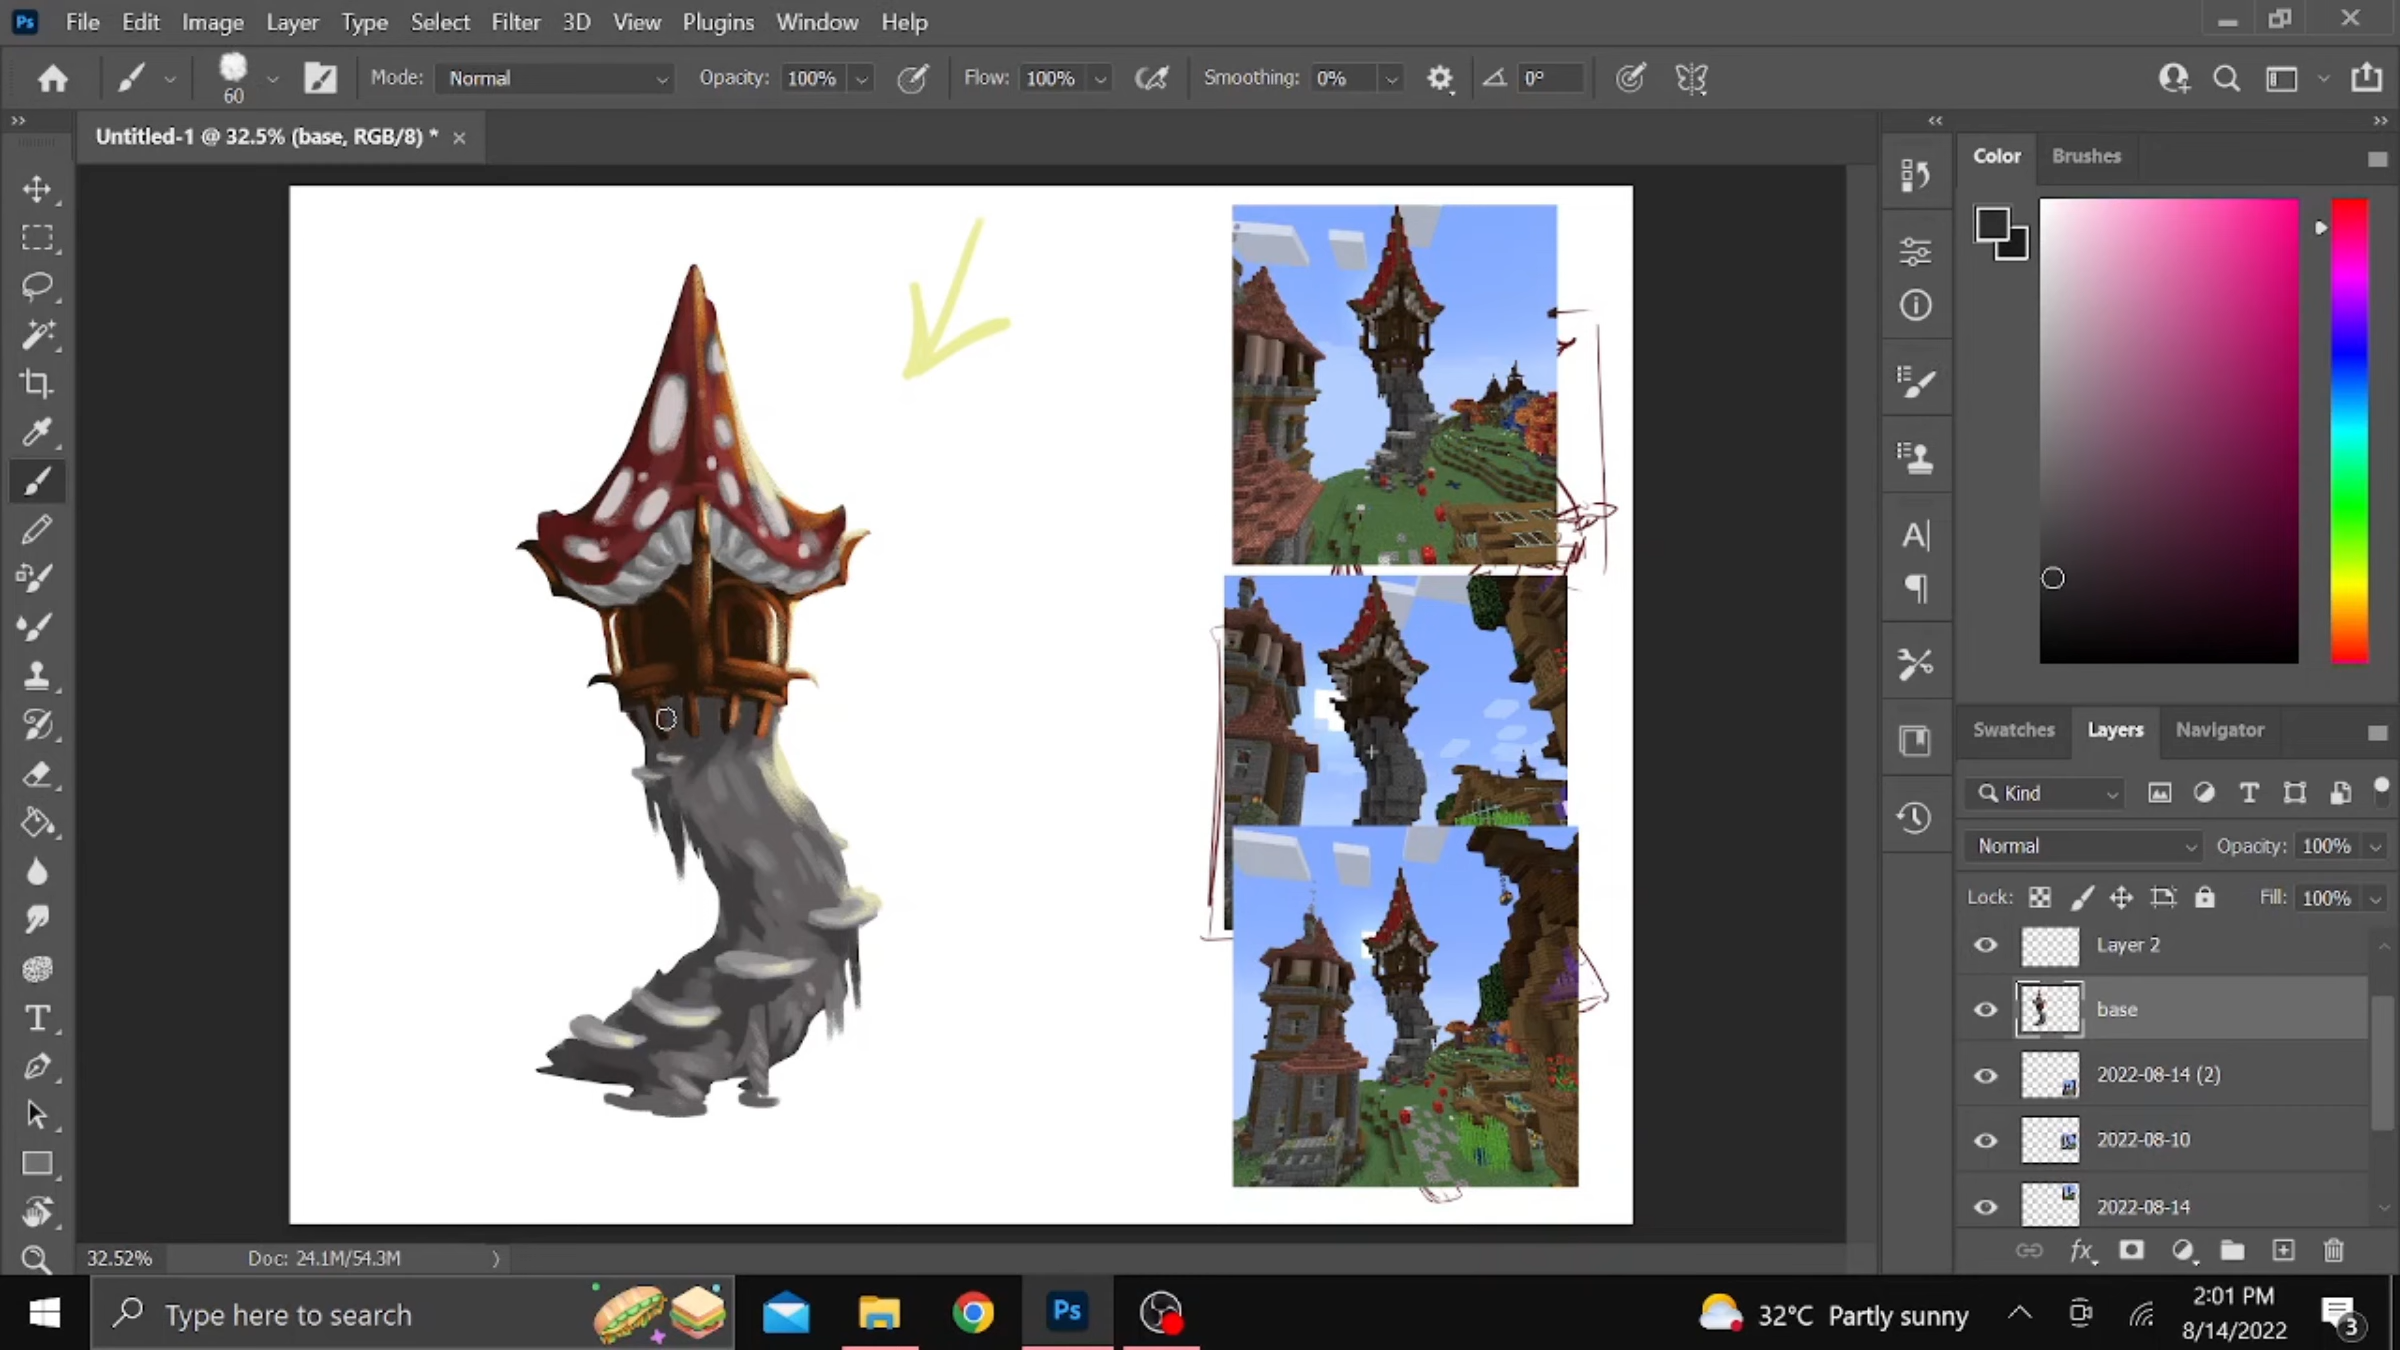 Ps File Edit Image Layer Type Select Filter 3D View Plugins Window Help
60 Mode: Normal Opacity: 100% Flow: 100% Smoothing: 0% 0°
Untitled-1 @ 32.5% (base, RGB/8) *
Color Brushes
Swatches Layers Navigator
Kind
Normal Opacity: 100%
Lock: Fill: 100%
Layer 2
base
2022-08-14 (2)
2022-08-10
2022-08-14
fx
32.52% Doc: 24.1M/54.3M
Type here to search
Ps
32°C Partly sunny
2:01 PM
8/14/2022
3